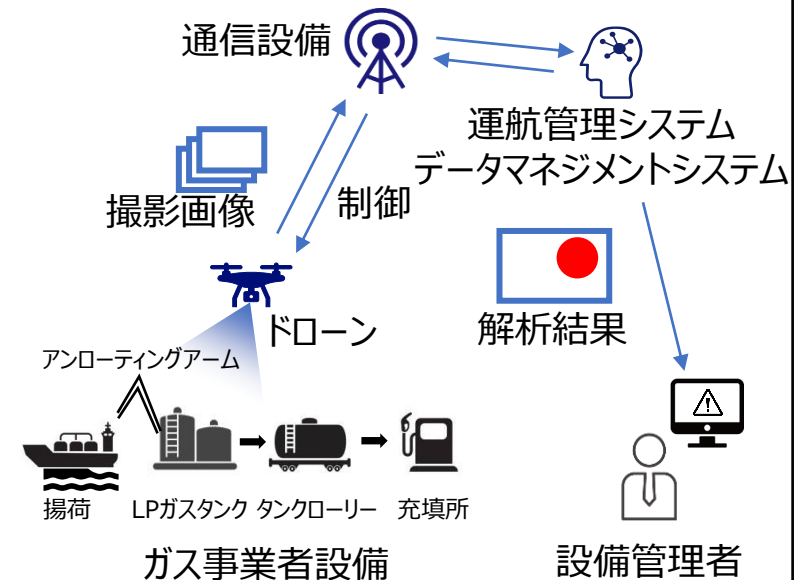 通信設備
運航管理システム
データマネジメントシステム
撮影画像
制御
ドローン
解析結果
アンローティングアーム
揚荷
LPガスタンク
タンクローリー
充填所
ガス事業者設備
設備管理者